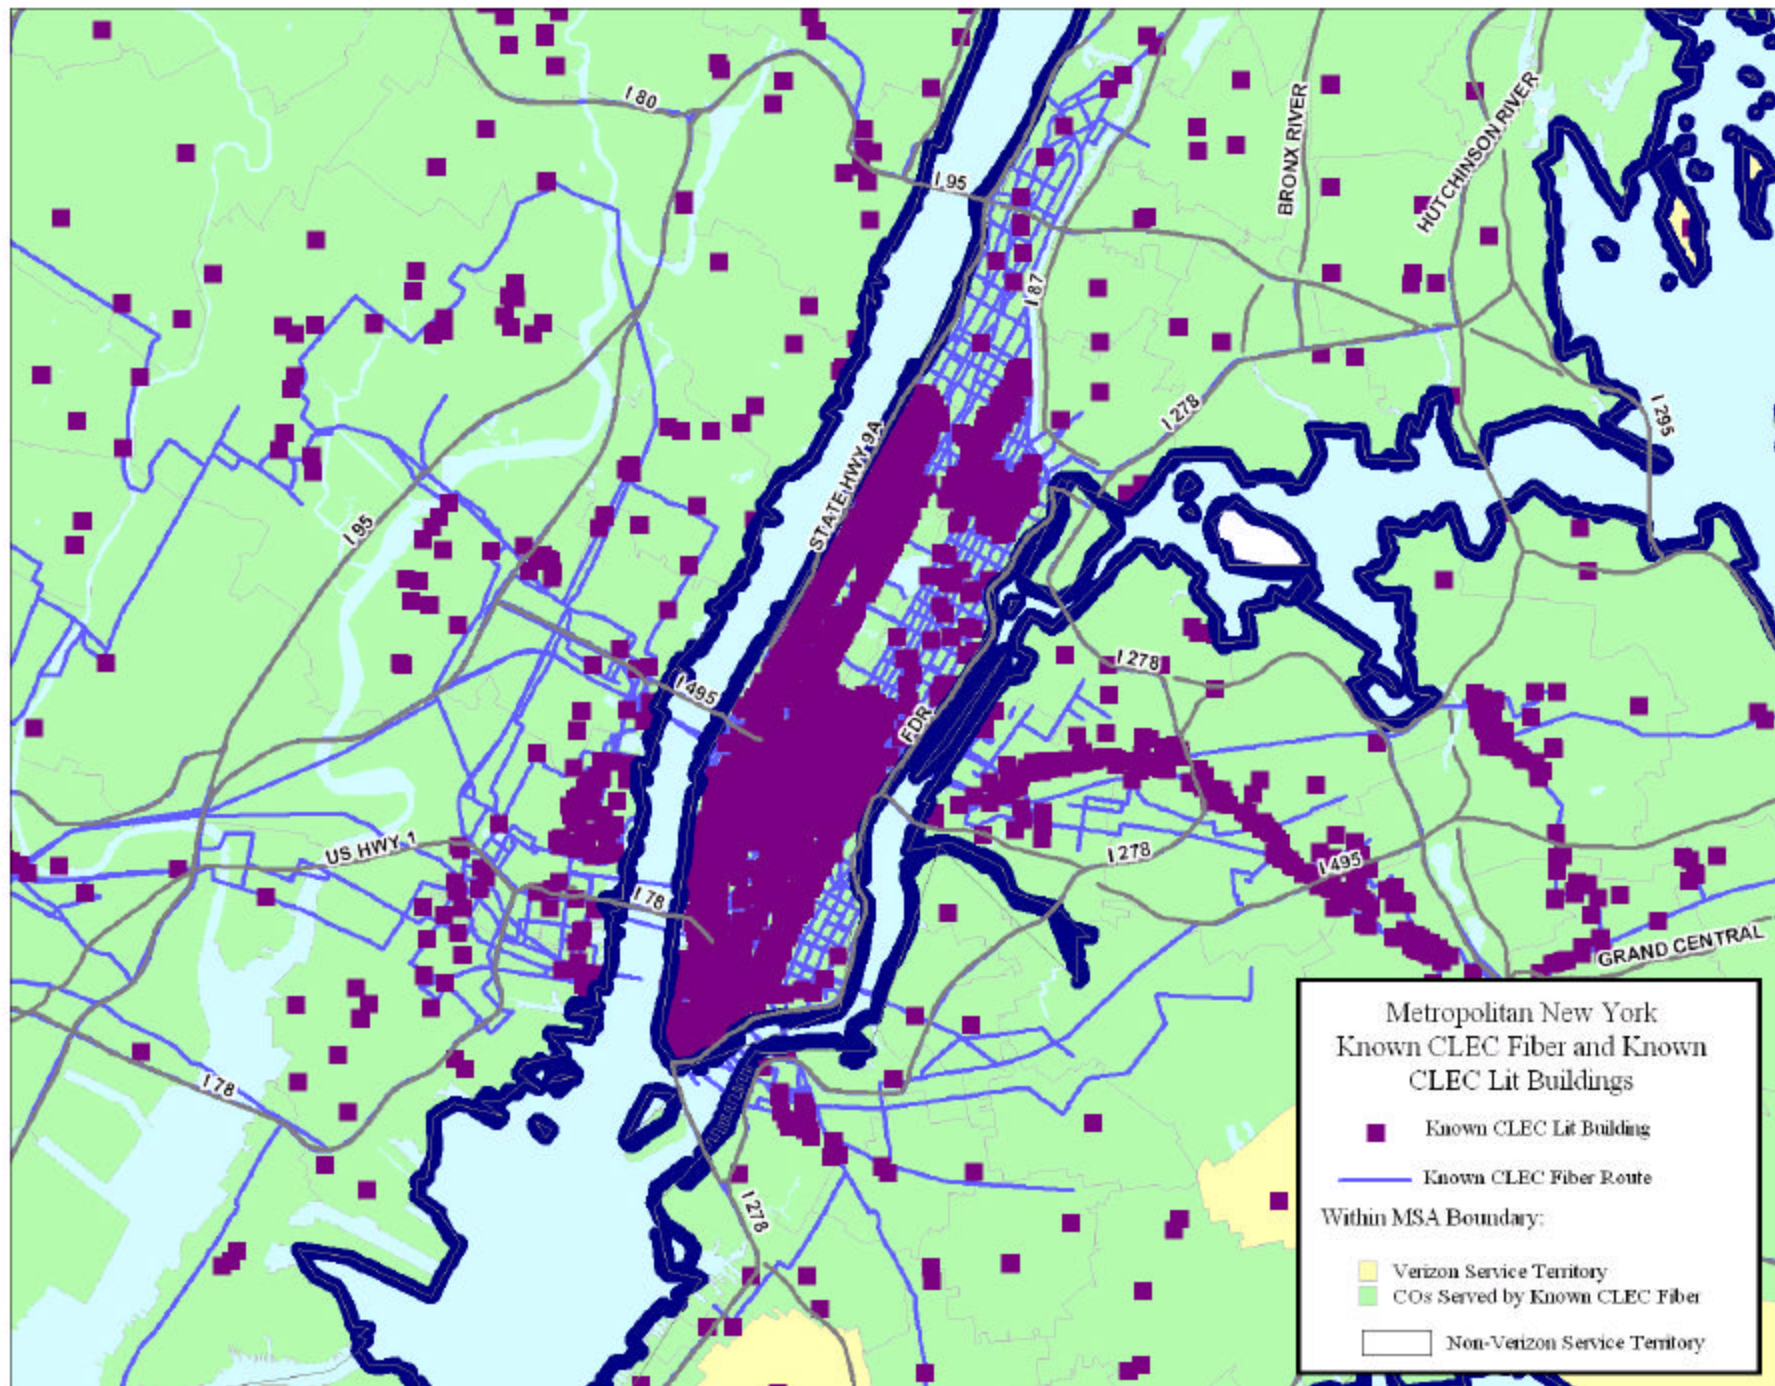 I 80
I 95
BRONX RIVER
HUTCHINSON RIVER
I 87
I 278
I 295
STATE HWY 9A
I 95
I 278
I 495
FDR
US HWY 1
I 278
I 495
I 78
GRAND CENTRAL
I 78
I 278
Metropolitan New York
Known CLEC Fiber and Known
CLEC Lit Buildings
Known CLEC Lit Building
Known CLEC Fiber Route
Within MSA Boundary:
Verizon Service Territory
COs Served by Known CLEC Fiber
Non-Verizon Service Territory